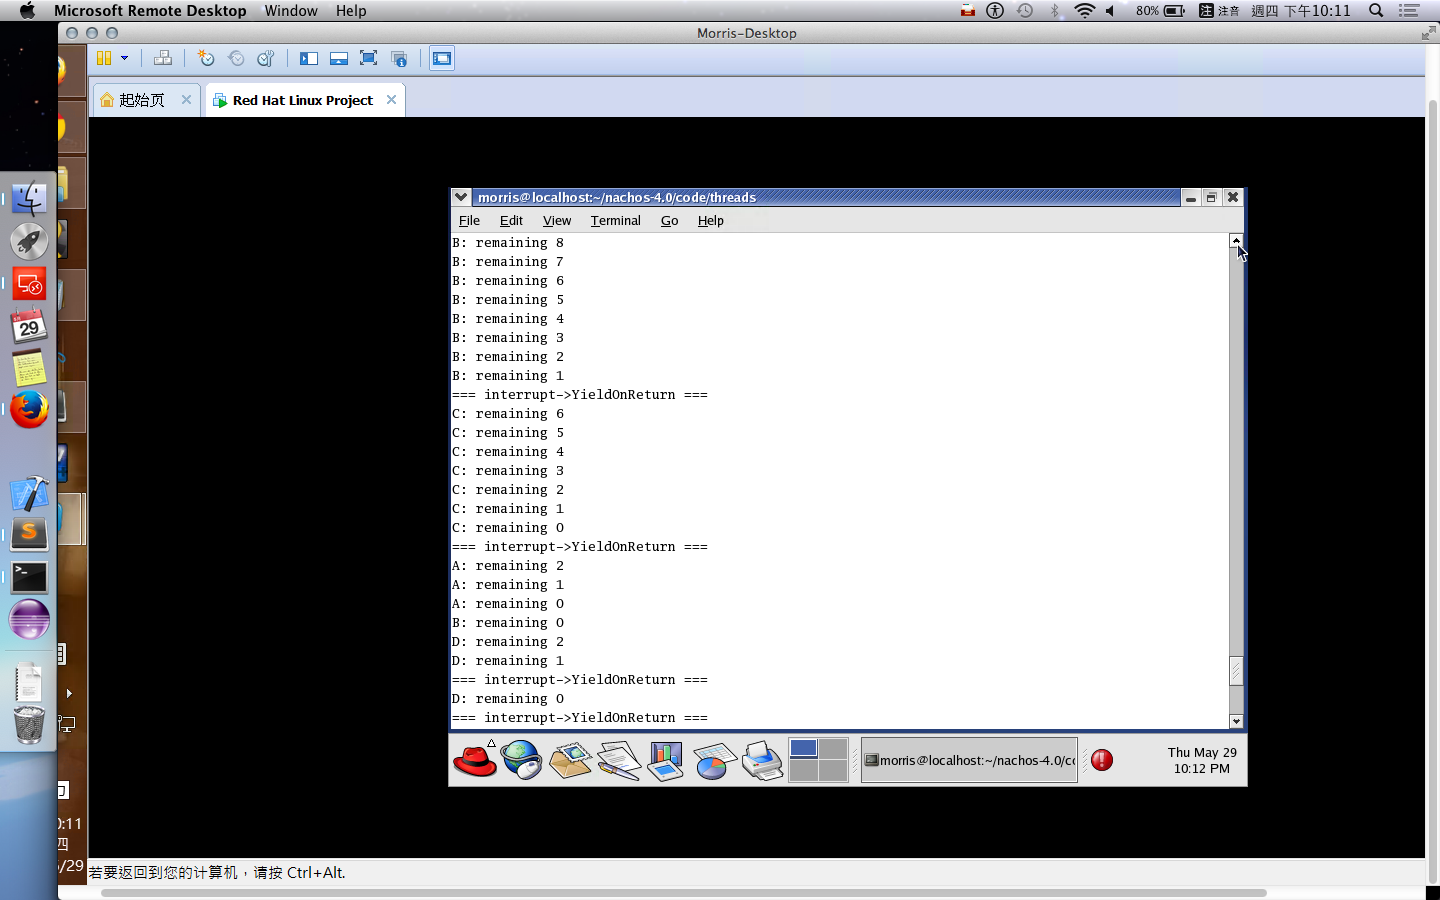 Microsoft Remote Desktop Window Help
80% 注 注音 週四 下午10:11
Morris-Desktop
起始页
Red Hat Linux Project
morris@localhost:~/nachos-4.0/code/threads
File Edit View Terminal Go Help
B: remaining 8
B: remaining 7
B: remaining 6
B: remaining 5
B: remaining 4
B: remaining 3
B: remaining 2
B: remaining 1
=== interrupt->YieldOnReturn ===
C: remaining 6
C: remaining 5
C: remaining 4
C: remaining 3
C: remaining 2
C: remaining 1
C: remaining 0
=== interrupt->YieldOnReturn ===
A: remaining 2
A: remaining 1
A: remaining 0
B: remaining 0
D: remaining 2
D: remaining 1
=== interrupt->YieldOnReturn ===
D: remaining 0
=== interrupt->YieldOnReturn ===
morris@localhost:~/nachos-4.0/co
Thu May 29
10:12 PM
29
S
:11
四
/29
若要返回到您的计算机，请按 Ctrl+Alt.